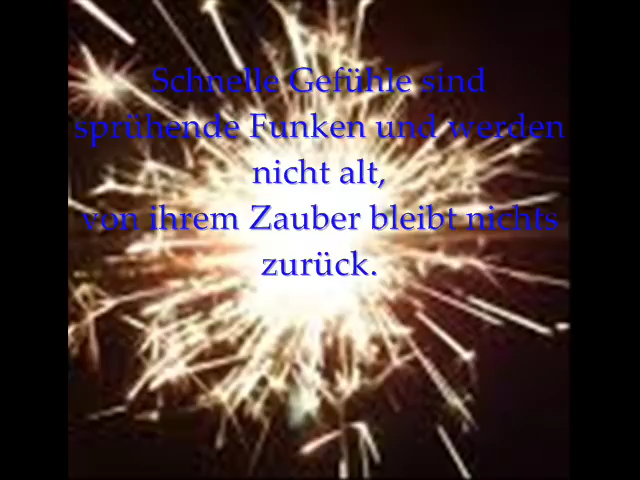 Schnelle Gefühle sind
sprühende Funken und werden
nicht alt,
von ihrem Zauber bleibt nichts
zurück.